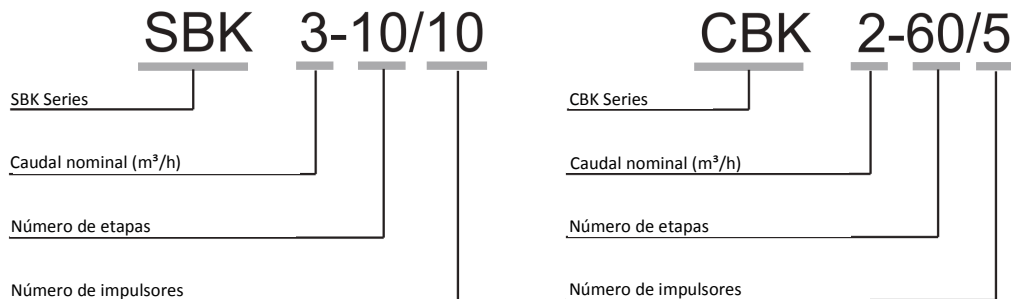 SBK 3-10/10
SBK Series
Caudal nominal (m³/h)
Número de etapas
Número de impulsores
CBK 2-60/5
CBK Series
Caudal nominal (m³/h)
Número de etapas
Número de impulsores